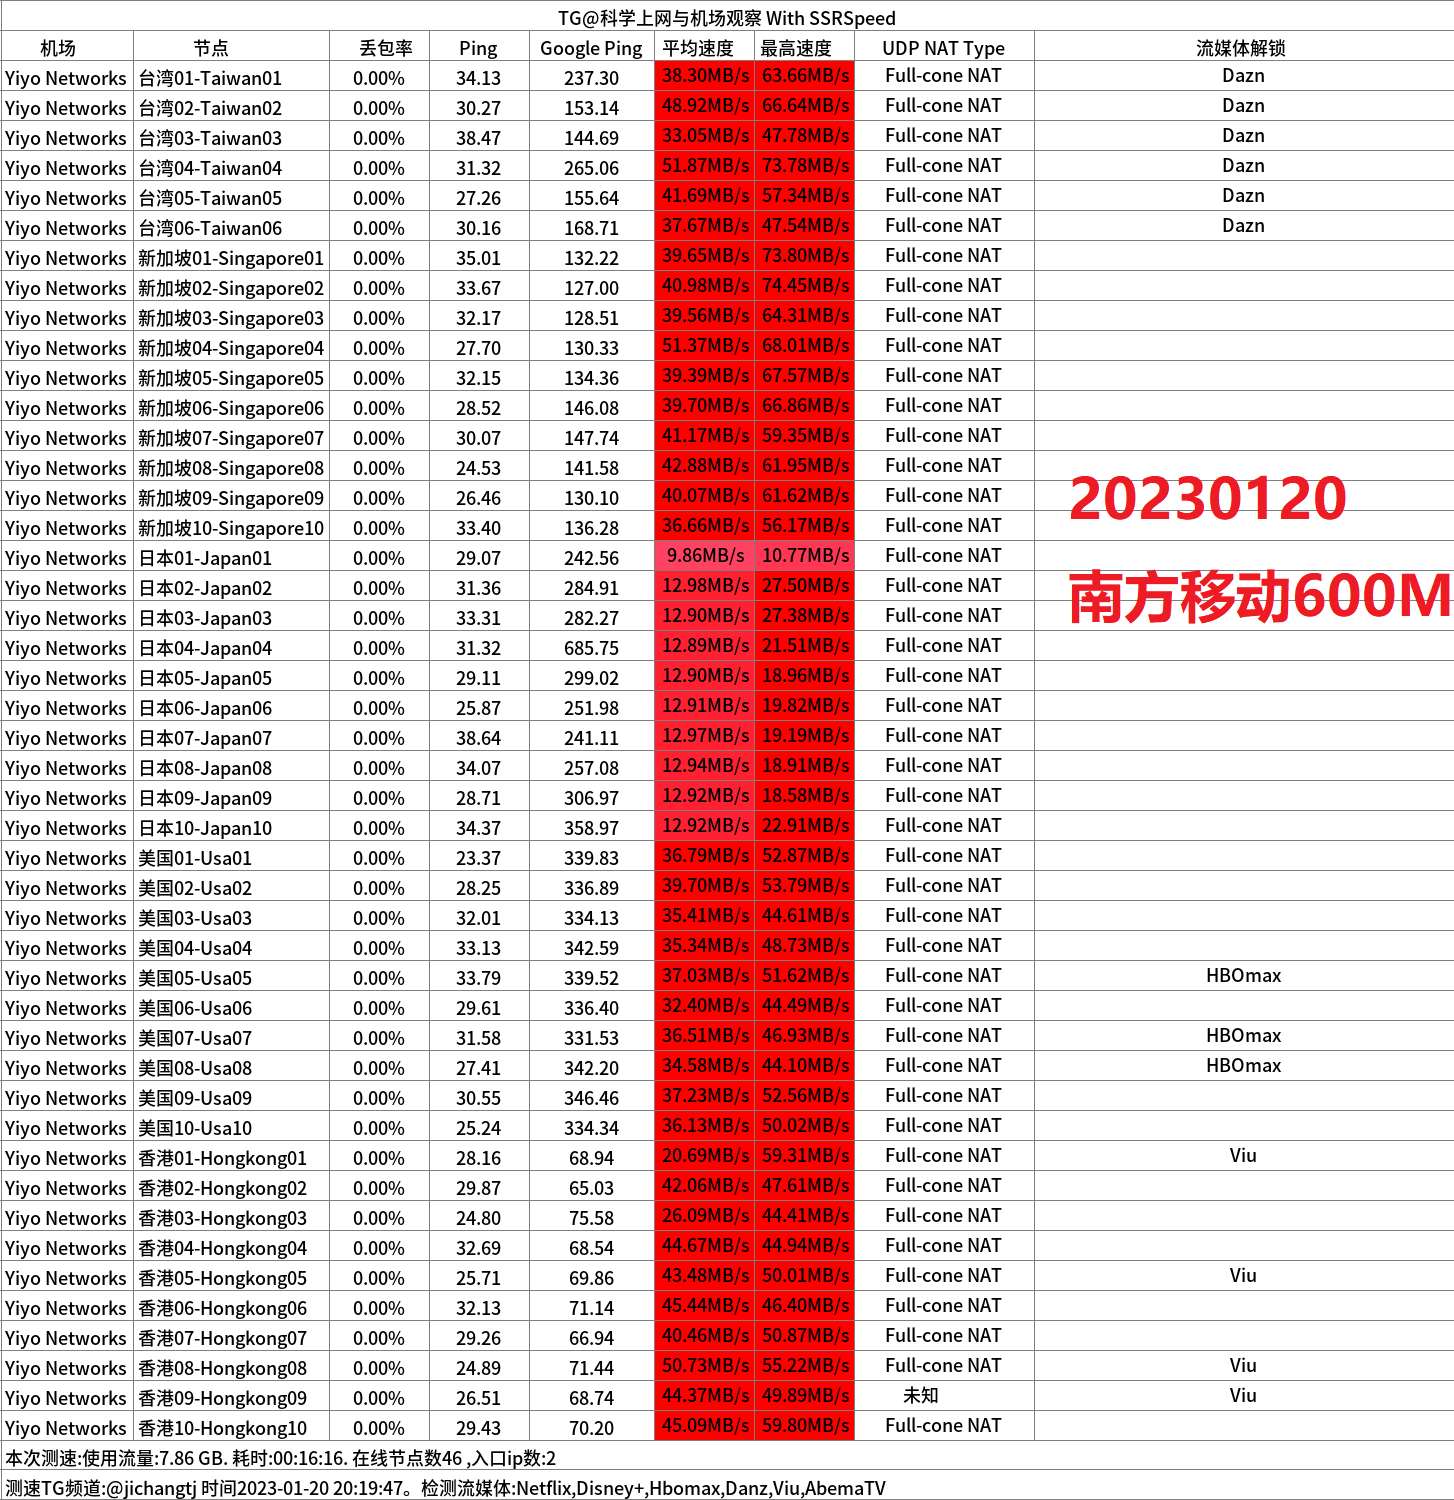 TG@科学上网与机场观察 With SSRSpeed
机场 节点 丢包率 Ping Google Ping 平均速度 最高速度 UDP NAT Type 流媒体解锁
Yiyo Networks 台湾01-Taiwan01 0.00% 34.13 237.30 38.30MB/s 63.66MB/s Full-cone NAT Dazn
Yiyo Networks 台湾02-Taiwan02 0.00% 30.27 153.14 48.92MB/s 66.64MB/s Full-cone NAT Dazn
Yiyo Networks 台湾03-Taiwan03 0.00% 38.47 144.69 33.05MB/s 47.78MB/s Full-cone NAT Dazn
Yiyo Networks 台湾04-Taiwan04 0.00% 31.32 265.06 51.87MB/s 73.78MB/s Full-cone NAT Dazn
Yiyo Networks 台湾05-Taiwan05 0.00% 27.26 155.64 41.69MB/s 57.34MB/s Full-cone NAT Dazn
Yiyo Networks 台湾06-Taiwan06 0.00% 30.16 168.71 37.67MB/s 47.54MB/s Full-cone NAT Dazn
Yiyo Networks 新加坡01-Singapore01 0.00% 35.01 132.22 39.65MB/s 73.80MB/s Full-cone NAT
Yiyo Networks 新加坡02-Singapore02 0.00% 33.67 127.00 40.98MB/s 74.45MB/s Full-cone NAT
Yiyo Networks 新加坡03-Singapore03 0.00% 32.17 128.51 39.56MB/s 64.31MB/s Full-cone NAT
Yiyo Networks 新加坡04-Singapore04 0.00% 27.70 130.33 51.37MB/s 68.01MB/s Full-cone NAT
Yiyo Networks 新加坡05-Singapore05 0.00% 32.15 134.36 39.39MB/s 67.57MB/s Full-cone NAT
Yiyo Networks 新加坡06-Singapore06 0.00% 28.52 146.08 39.70MB/s 66.86MB/s Full-cone NAT
Yiyo Networks 新加坡07-Singapore07 0.00% 30.07 147.74 41.17MB/s 59.35MB/s Full-cone NAT
Yiyo Networks 新加坡08-Singapore08 0.00% 24.53 141.58 42.88MB/s 61.95MB/s Full-cone NAT
Yiyo Networks 新加坡09-Singapore09 0.00% 26.46 130.10 40.07MB/s 61.62MB/s Full-cone NAT
20230120
Yiyo Networks 新加坡10-Singapore10 0.00% 33.40 136.28 36.66MB/s 56.17MB/s Full-cone NAT
Yiyo Networks 日本01-Japan01 0.00% 29.07 242.56 9.86MB/s 10.77MB/s Full-cone NAT
Yiyo Networks 日本02-Japan02 0.00% 31.36 284.91 12.98MB/s 27.50MB/s Full-cone NAT
南方移动600M
Yiyo Networks 日本03-Japan03 0.00% 33.31 282.27 12.90MB/s 27.38MB/s Full-cone NAT
Yiyo Networks 日本04-Japan04 0.00% 31.32 685.75 12.89MB/s 21.51MB/s Full-cone NAT
Yiyo Networks 日本05-Japan05 0.00% 29.11 299.02 12.90MB/s 18.96MB/s Full-cone NAT
Yiyo Networks 日本06-Japan06 0.00% 25.87 251.98 12.91MB/s 19.82MB/s Full-cone NAT
Yiyo Networks 日本07-Japan07 0.00% 38.64 241.11 12.97MB/s 19.19MB/s Full-cone NAT
Yiyo Networks 日本08-Japan08 0.00% 34.07 257.08 12.94MB/s 18.91MB/s Full-cone NAT
Yiyo Networks 日本09-Japan09 0.00% 28.71 306.97 12.92MB/s 18.58MB/s Full-cone NAT
Yiyo Networks 日本10-Japan10 0.00% 34.37 358.97 12.92MB/s 22.91MB/s Full-cone NAT
Yiyo Networks 美国01-Usa01 0.00% 23.37 339.83 36.79MB/s 52.87MB/s Full-cone NAT
Yiyo Networks 美国02-Usa02 0.00% 28.25 336.89 39.70MB/s 53.79MB/s Full-cone NAT
Yiyo Networks 美国03-Usa03 0.00% 32.01 334.13 35.41MB/s 44.61MB/s Full-cone NAT
Yiyo Networks 美国04-Usa04 0.00% 33.13 342.59 35.34MB/s 48.73MB/s Full-cone NAT
Yiyo Networks 美国05-Usa05 0.00% 33.79 339.52 37.03MB/s 51.62MB/s Full-cone NAT HBOmax
Yiyo Networks 美国06-Usa06 0.00% 29.61 336.40 32.40MB/s 44.49MB/s Full-cone NAT
Yiyo Networks 美国07-Usa07 0.00% 31.58 331.53 36.51MB/s 46.93MB/s Full-cone NAT HBOmax
Yiyo Networks 美国08-Usa08 0.00% 27.41 342.20 34.58MB/s 44.10MB/s Full-cone NAT HBOmax
Yiyo Networks 美国09-Usa09 0.00% 30.55 346.46 37.23MB/s 52.56MB/s Full-cone NAT
Yiyo Networks 美国10-Usa10 0.00% 25.24 334.34 36.13MB/s 50.02MB/s Full-cone NAT
Yiyo Networks 香港01-Hongkong01 0.00% 28.16 68.94 20.69MB/s 59.31MB/s Full-cone NAT Viu
Yiyo Networks 香港02-Hongkong02 0.00% 29.87 65.03 42.06MB/s 47.61MB/s Full-cone NAT
Yiyo Networks 香港03-Hongkong03 0.00% 24.80 75.58 26.09MB/s 44.41MB/s Full-cone NAT
Yiyo Networks 香港04-Hongkong04 0.00% 32.69 68.54 44.67MB/s 44.94MB/s Full-cone NAT
Yiyo Networks 香港05-Hongkong05 0.00% 25.71 69.86 43.48MB/s 50.01MB/s Full-cone NAT Viu
Yiyo Networks 香港06-Hongkong06 0.00% 32.13 71.14 45.44MB/s 46.40MB/s Full-cone NAT
Yiyo Networks 香港07-Hongkong07 0.00% 29.26 66.94 40.46MB/s 50.87MB/s Full-cone NAT
Yiyo Networks 香港08-Hongkong08 0.00% 24.89 71.44 50.73MB/s 55.22MB/s Full-cone NAT Viu
Yiyo Networks 香港09-Hongkong09 0.00% 26.51 68.74 44.37MB/s 49.89MB/s 未知 Viu
Yiyo Networks 香港10-Hongkong10 0.00% 29.43 70.20 45.09MB/s 59.80MB/s Full-cone NAT
本次测速:使用流量:7.86 GB. 耗时:00:16:16. 在线节点数46 ,入口ip数:2
测速TG频道:@jichangtj 时间2023-01-20 20:19:47。检测流媒体:Netflix,Disney+,Hbomax,Danz,Viu,AbemaTV